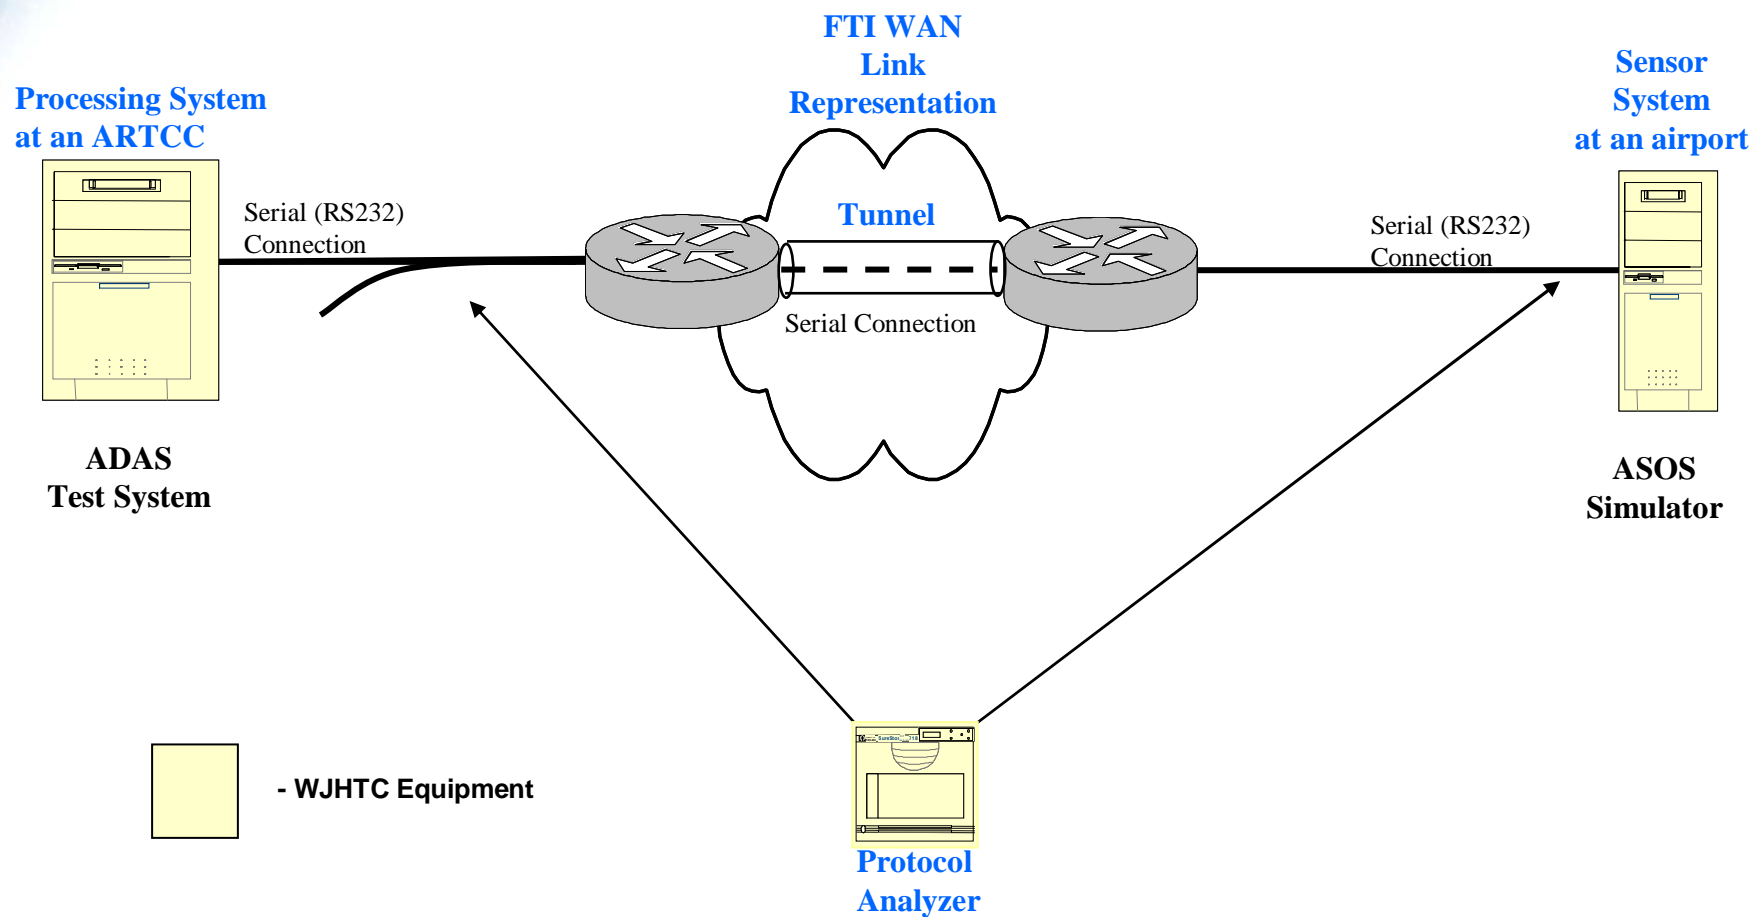 FTI WAN
Link
Representation
Processing System
at an ARTCC
Sensor
System
at an airport
Serial (RS232)
Connection
Tunnel
Serial (RS232)
Connection
Serial Connection
ADAS
Test System
ASOS
Simulator
- WJHTC Equipment
Protocol
Analyzer